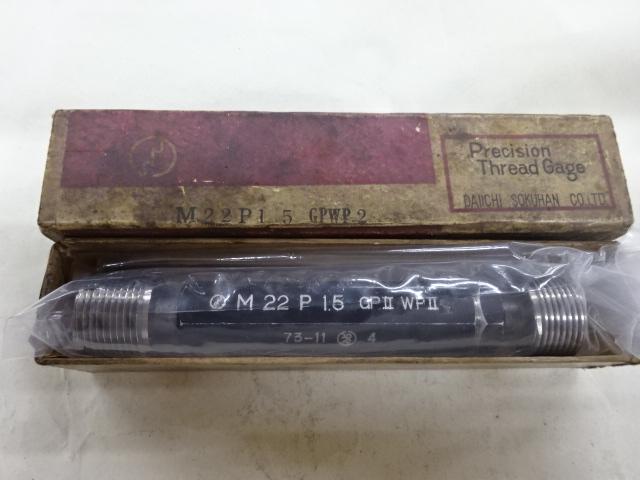 Precision
Thread Gage
DAIICHI SOKUHAN CO.LTD.
M22P1.5 GPWP2
M 22 P 1.5 GPII WPII
73-11 4